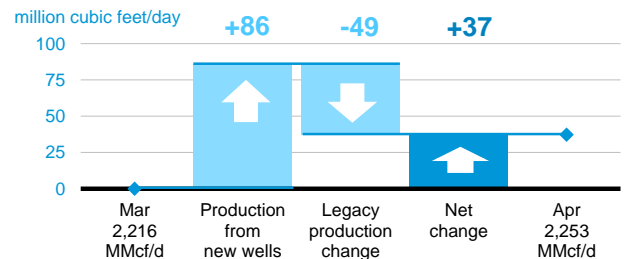 million cubic feet/day
+86
-49
+37
100
75
50
25
0
Mar
2,216
MMcf/d
Production
from
new wells
Legacy
production
change
Net
change
Apr
2,253
MMcf/d